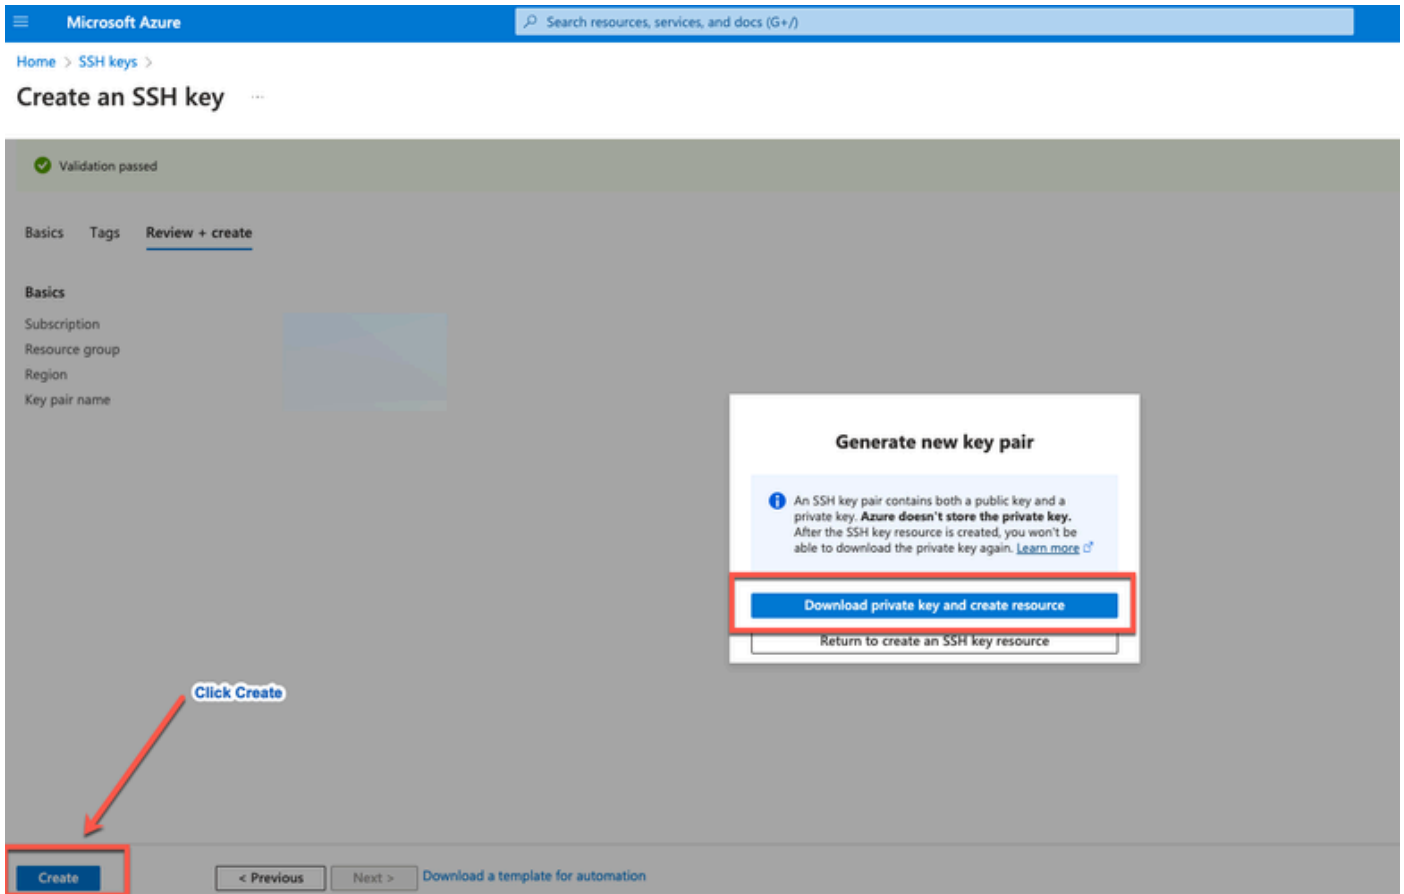 Microsoft Azure
Search resources, services, and docs (G+/)
Home > SSH keys >
Create an SSH key ...
Validation passed
Basics Tags Review + create
Basics
Subscription
Resource group
Region
Key pair name
Generate new key pair
An SSH key pair contains both a public key and a
private key. Azure doesn't store the private key.
After the SSH key resource is created, you won't be
able to download the private key again. Learn more
Download private key and create resource
Return to create an SSH key resource
Click Create
Create < Previous Next > Download a template for automation